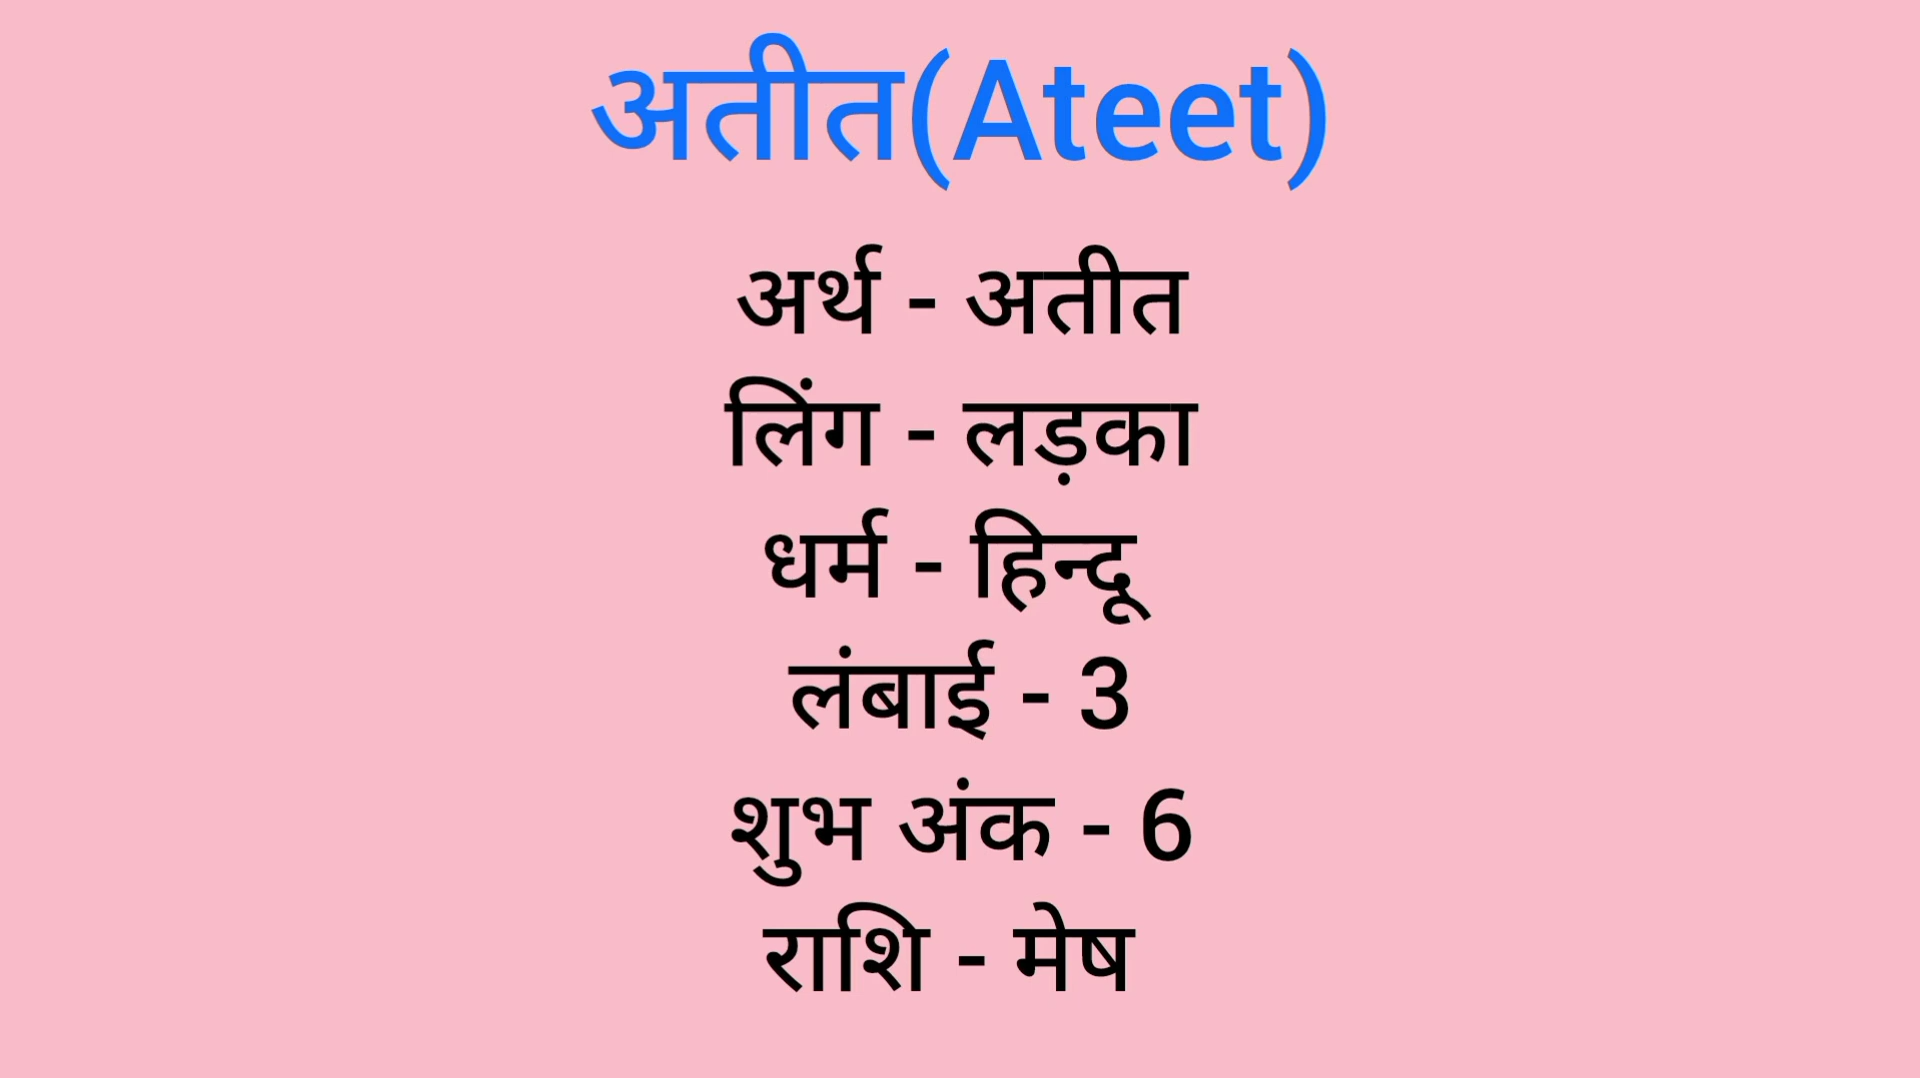 अतीत(Ateet)
अर्थ - अतीत
लिंग - लड़का
धर्म - हिन्दू
लंबाई - 3
शुभ अंक - 6
राशि - मेष